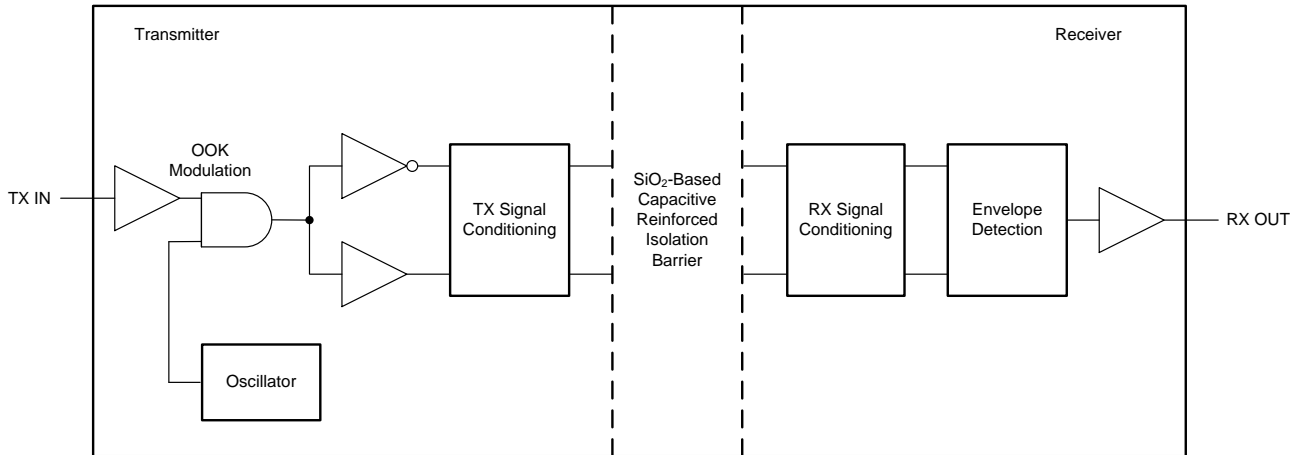 Transmitter
Receiver
OOK
Modulation
TX IN
TX Signal
Conditioning
SiO₂-Based
Capacitive
Reinforced
Isolation
Barrier
RX Signal
Conditioning
Envelope
Detection
RX OUT
Oscillator